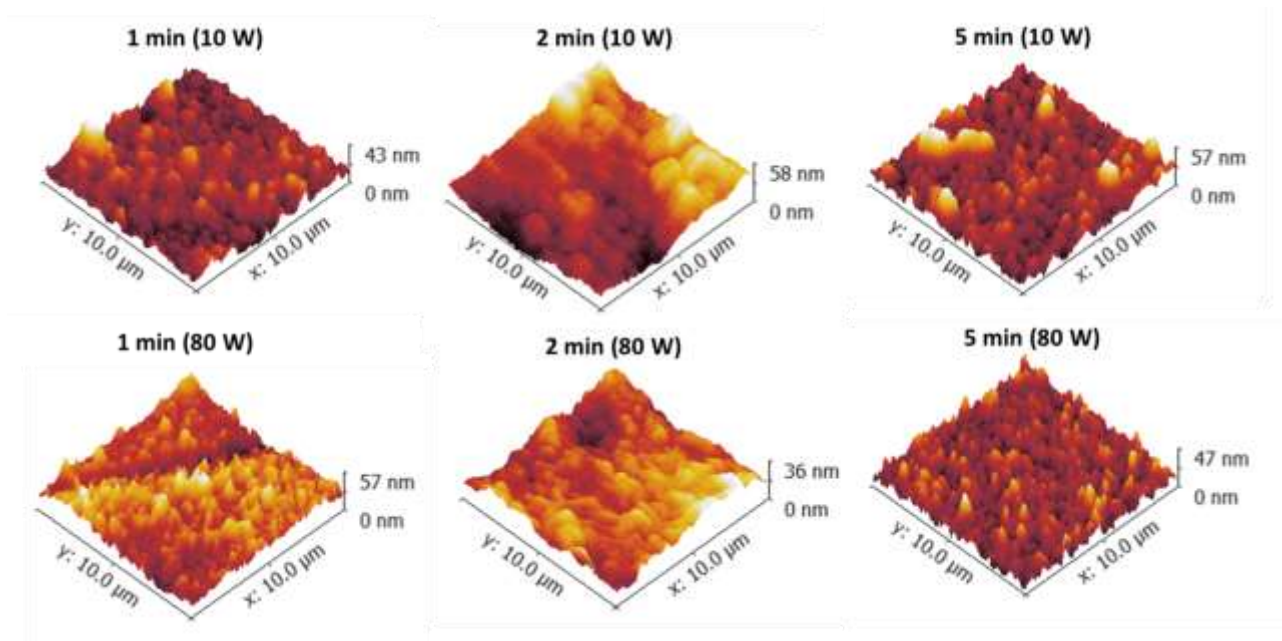 1 min (10 W)
2 min (10 W)
5 min (10 W)
43 nm
0 nm
y: 10.0 µm
x: 10.0 µm
58 nm
0 nm
y: 10.0 µm
x: 10.0 µm
57 nm
0 nm
y: 10.0 µm
x: 10.0 µm
1 min (80 W)
2 min (80 W)
5 min (80 W)
57 nm
0 nm
y: 10.0 µm
x: 10.0 µm
36 nm
0 nm
y: 10.0 µm
x: 10.0 µm
47 nm
0 nm
y: 10.0 µm
x: 10.0 µm